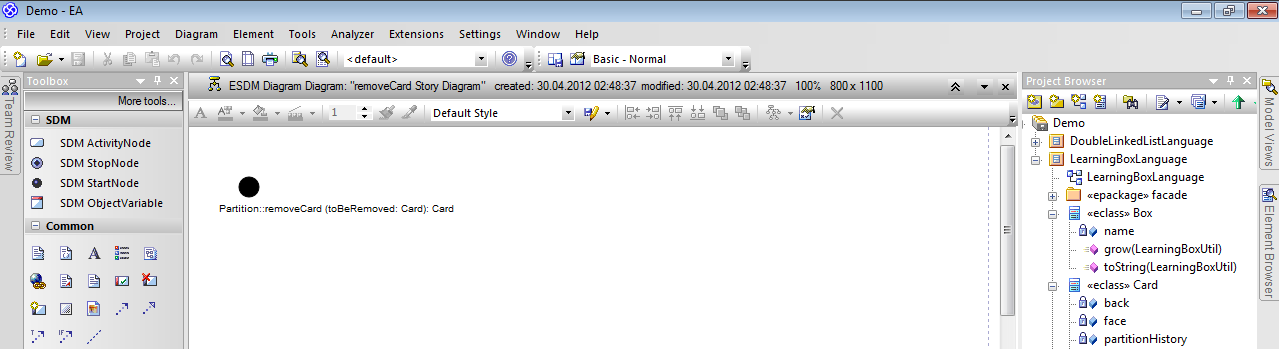 Demo - EA
File Edit View Project Diagram Element Tools Analyzer Extensions Settings Window Help
<default> Basic - Normal
Team Review
Toolbox
More tools...
SDM
SDM ActivityNode
SDM StopNode
SDM StartNode
SDM ObjectVariable
Common
ESDM Diagram Diagram: "removeCard Story Diagram" created: 30.04.2012 02:48:37 modified: 30.04.2012 02:48:37 100% 800 x 1100
1 Default Style
Partition::removeCard (toBeRemoved: Card): Card
Project Browser
Demo
DoubleLinkedListLanguage
LearningBoxLanguage
LearningBoxLanguage
«epackage» facade
«eclass» Box
name
grow(LearningBoxUtil)
toString(LearningBoxUtil)
«eclass» Card
back
face
partitionHistory
Model Views
Element Browser